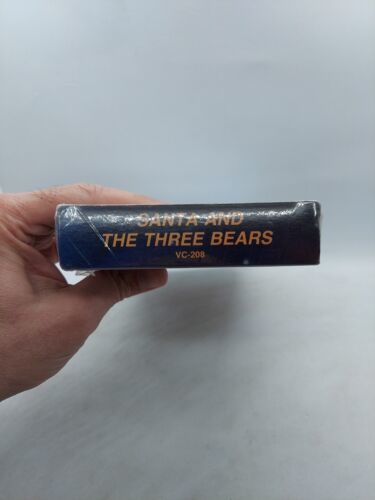 SANTA AND
THE THREE BEARS
VC-208